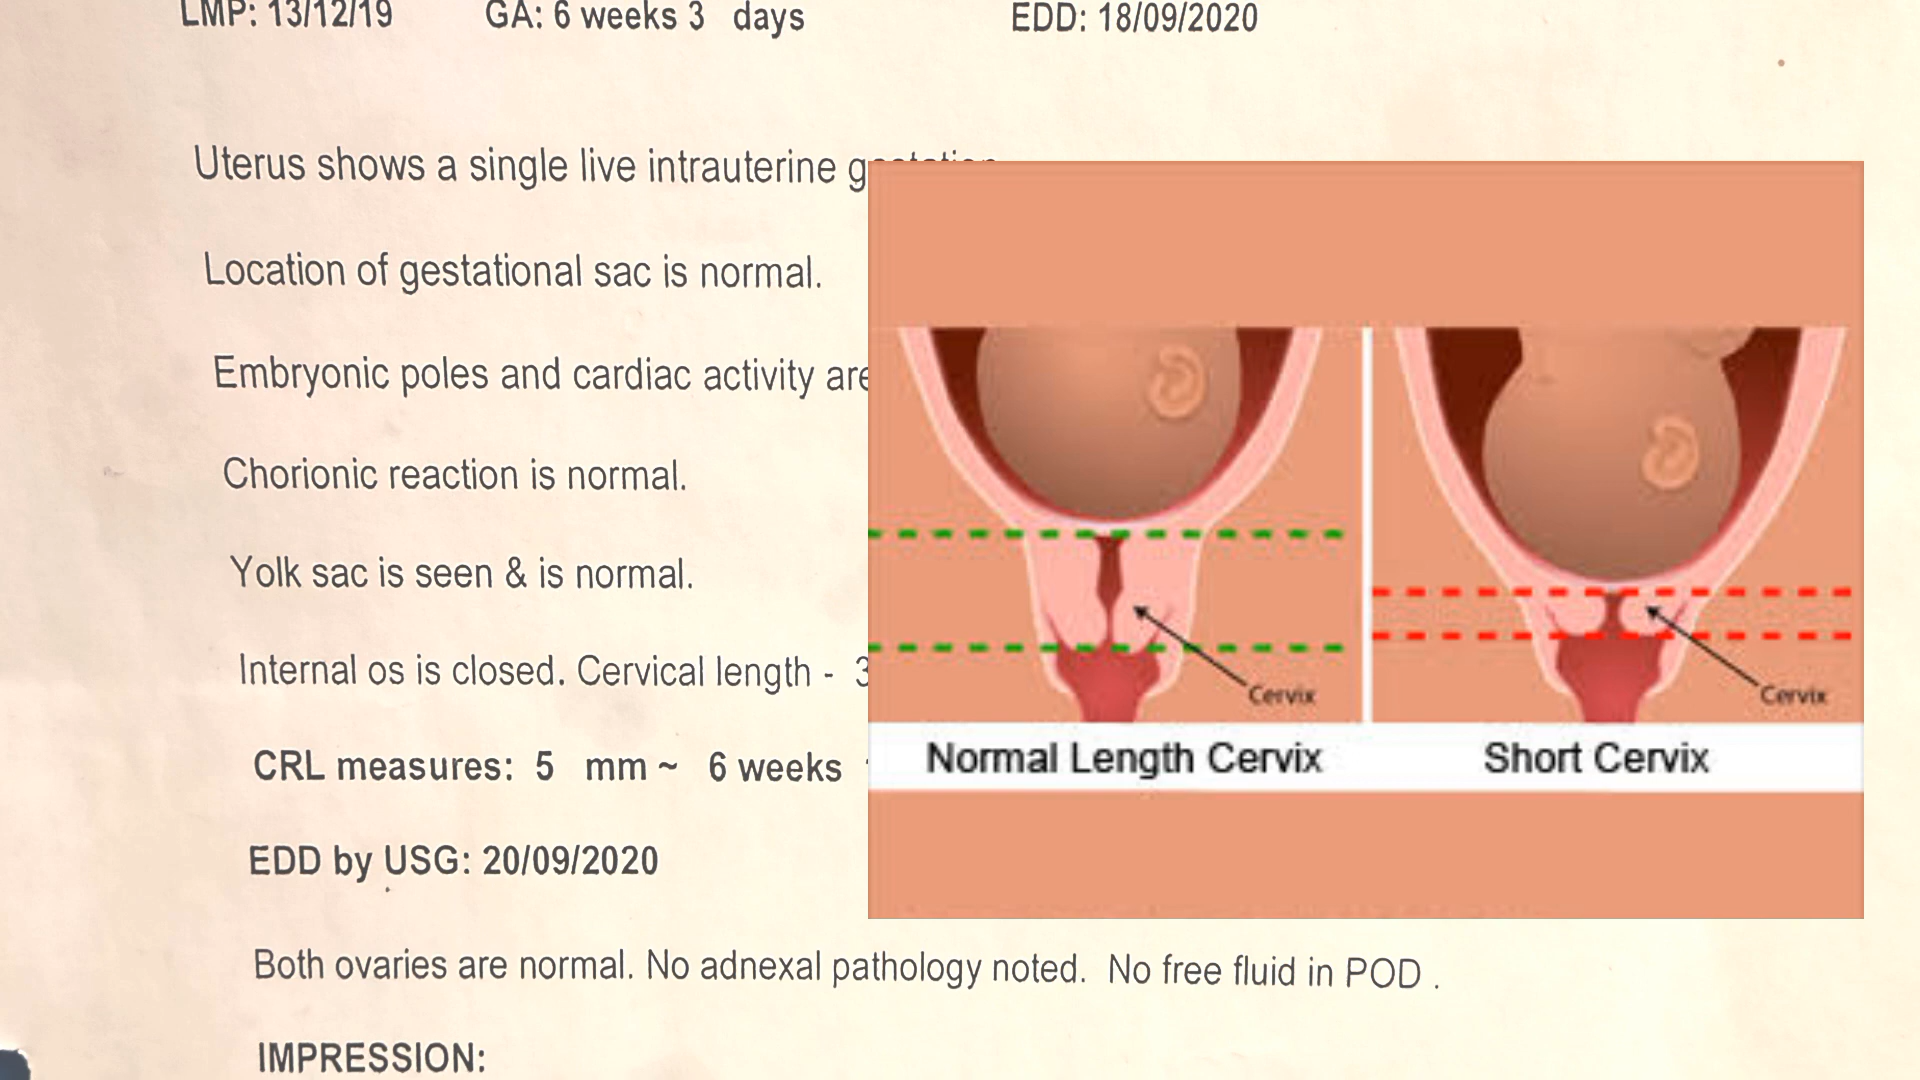 LMP: 13/12/19 GA: 6 weeks 3 days EDD: 18/09/2020
Uterus shows a single live intrauterine
Location of gestational sac is normal.
Embryonic poles and cardiac activity are
Chorionic reaction is normal.
Yolk sac is seen & is normal.
Internal os is closed. Cervical length - 3
CRL measures: 5 mm ~ 6 weeks
EDD by USG: 20/09/2020
Both ovaries are normal. No adnexal pathology noted. No free fluid in POD .
IMPRESSION:
Cervix
Cervix
Normal Length Cervix
Short Cervix